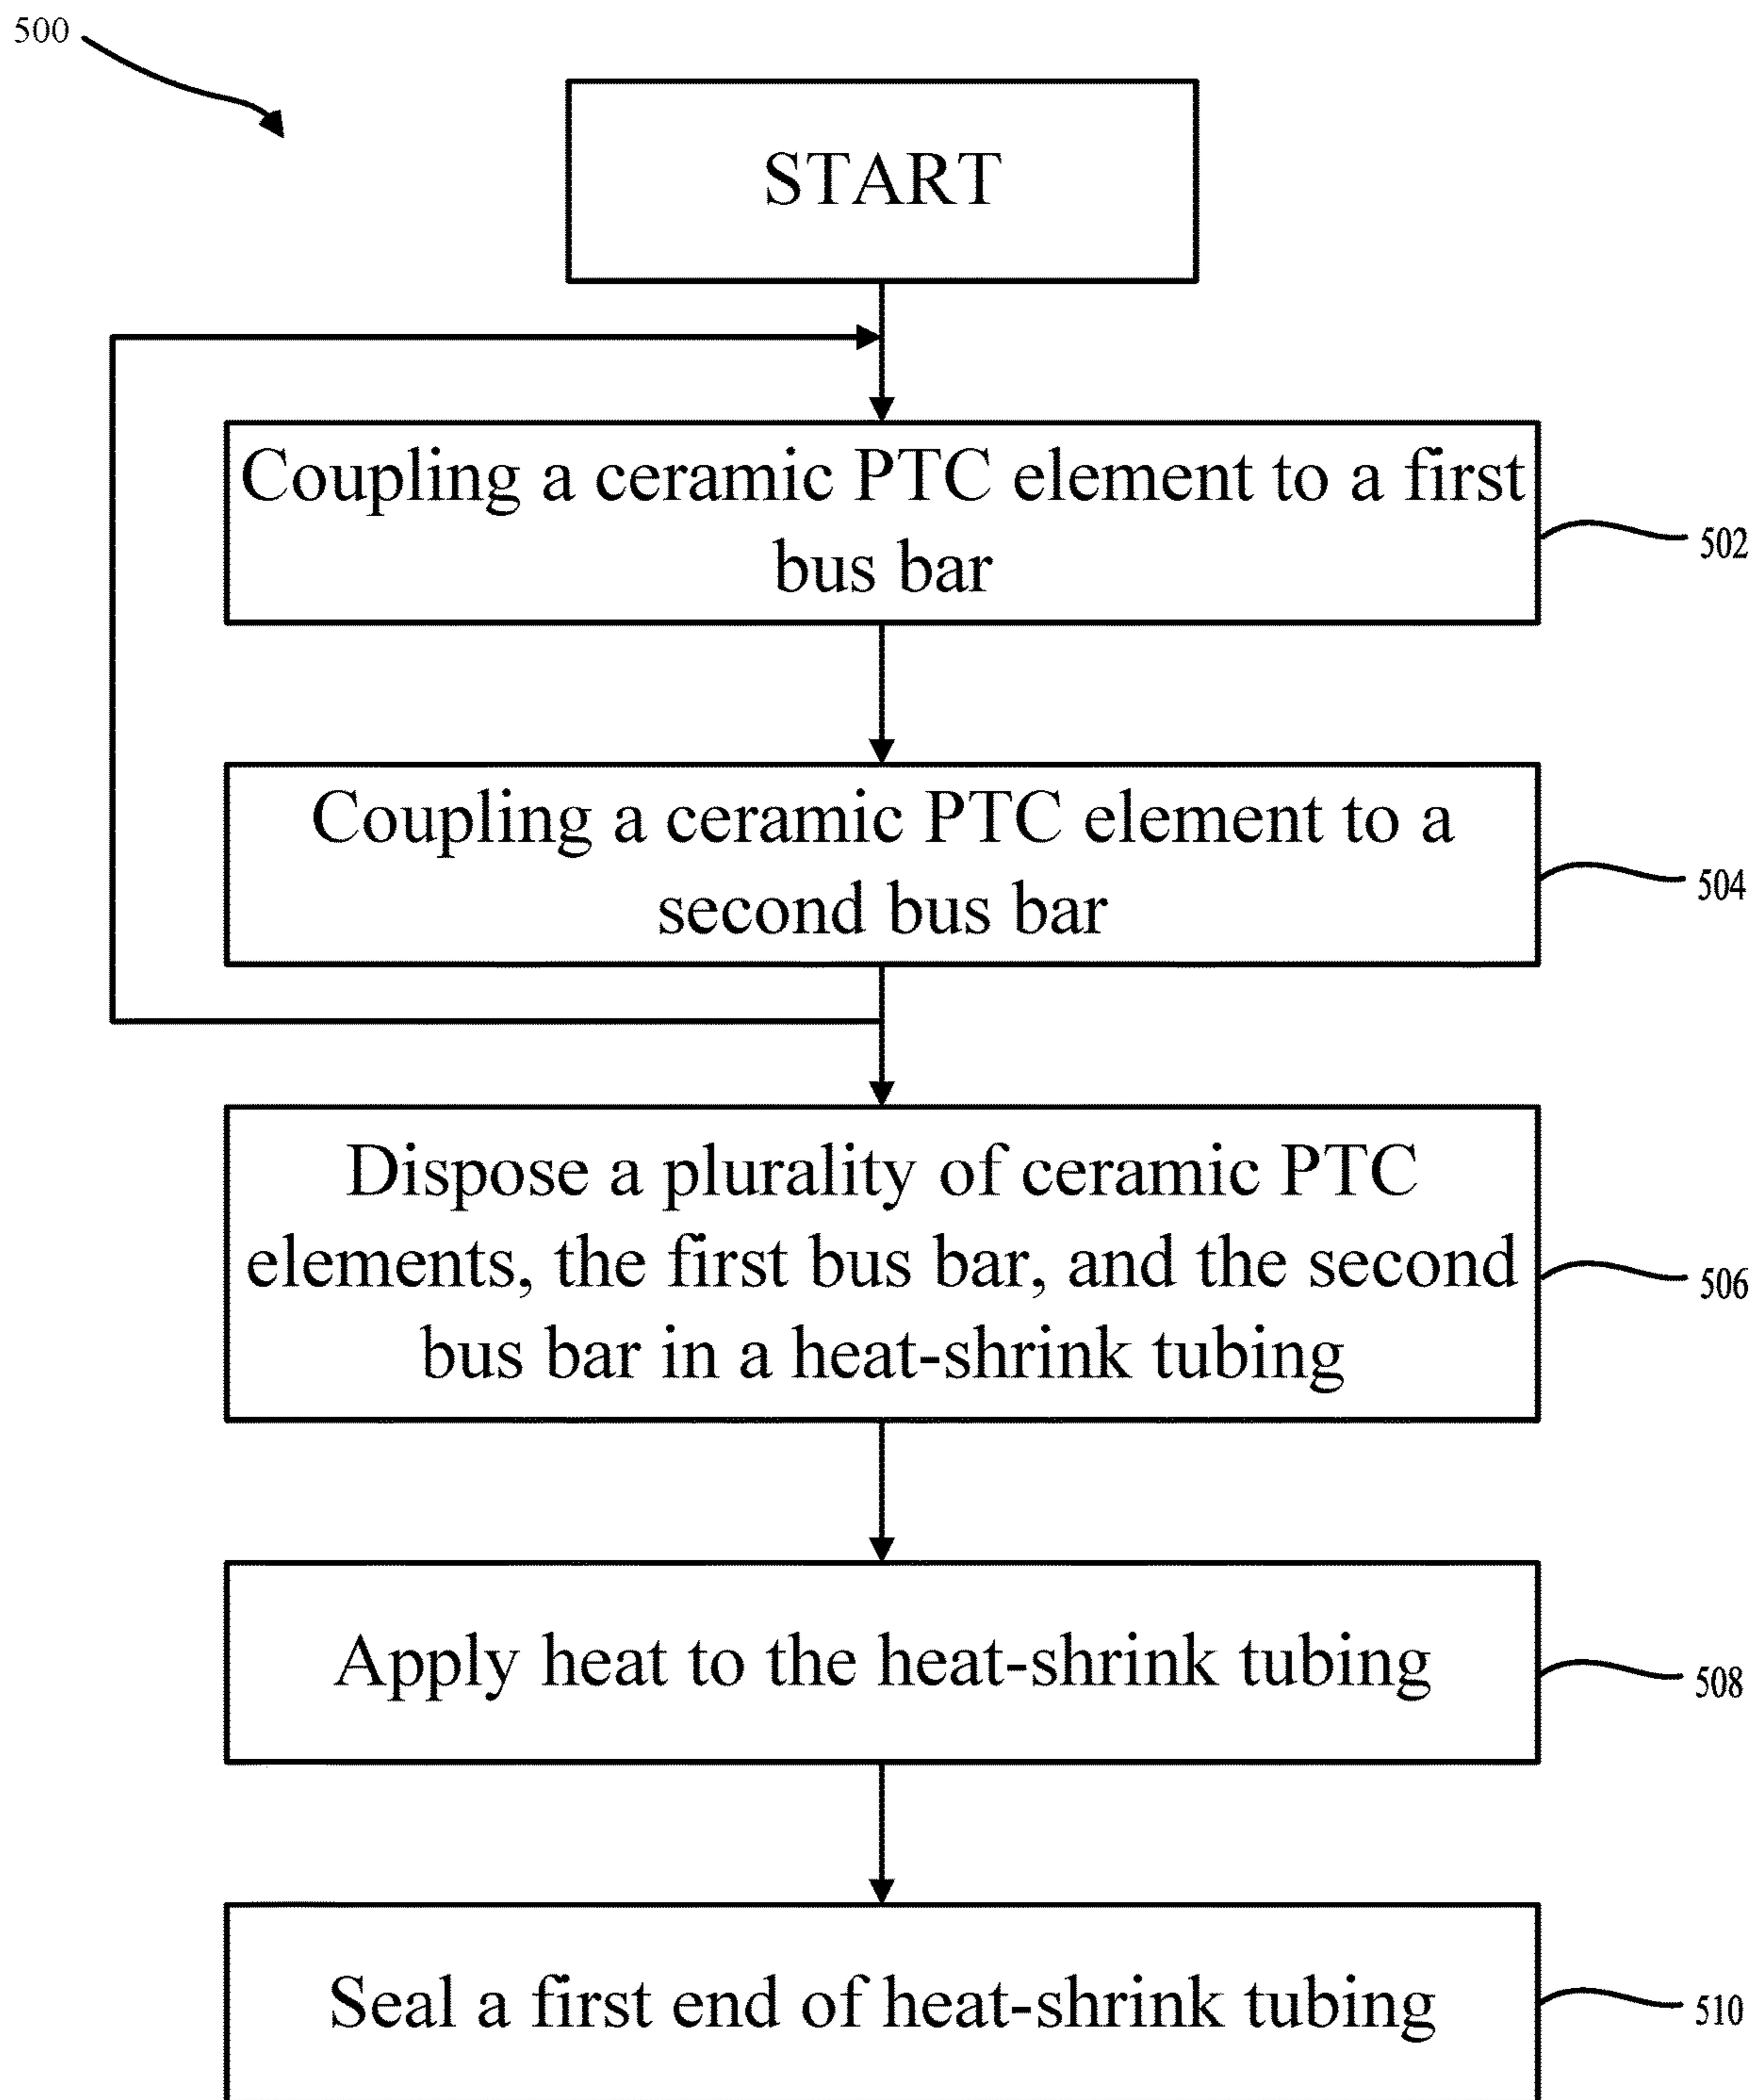 500
START
Coupling a ceramic PTC element to a first
bus bar
502
Coupling a ceramic PTC element to a
second bus bar
504
Dispose a plurality of ceramic PTC
elements, the first bus bar, and the second
bus bar in a heat-shrink tubing
506
Apply heat to the heat-shrink tubing
508
Seal a first end of heat-shrink tubing
510